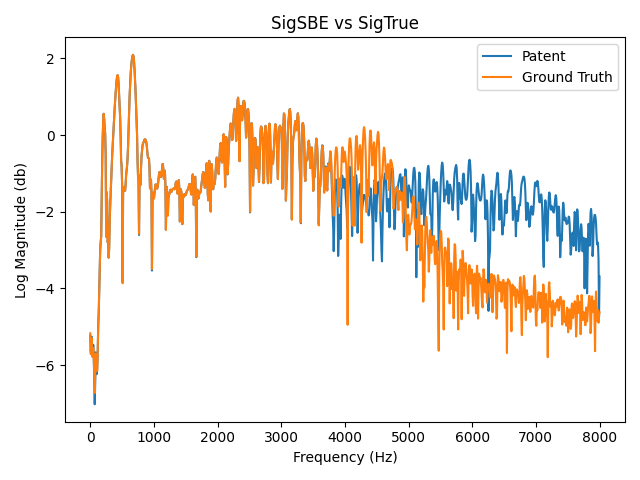 SigSBE vs SigTrue
Patent
Ground Truth
Log Magnitude (db)
2
0
−2
−4
−6
0 1000 2000 3000 4000 5000 6000 7000 8000
Frequency (Hz)